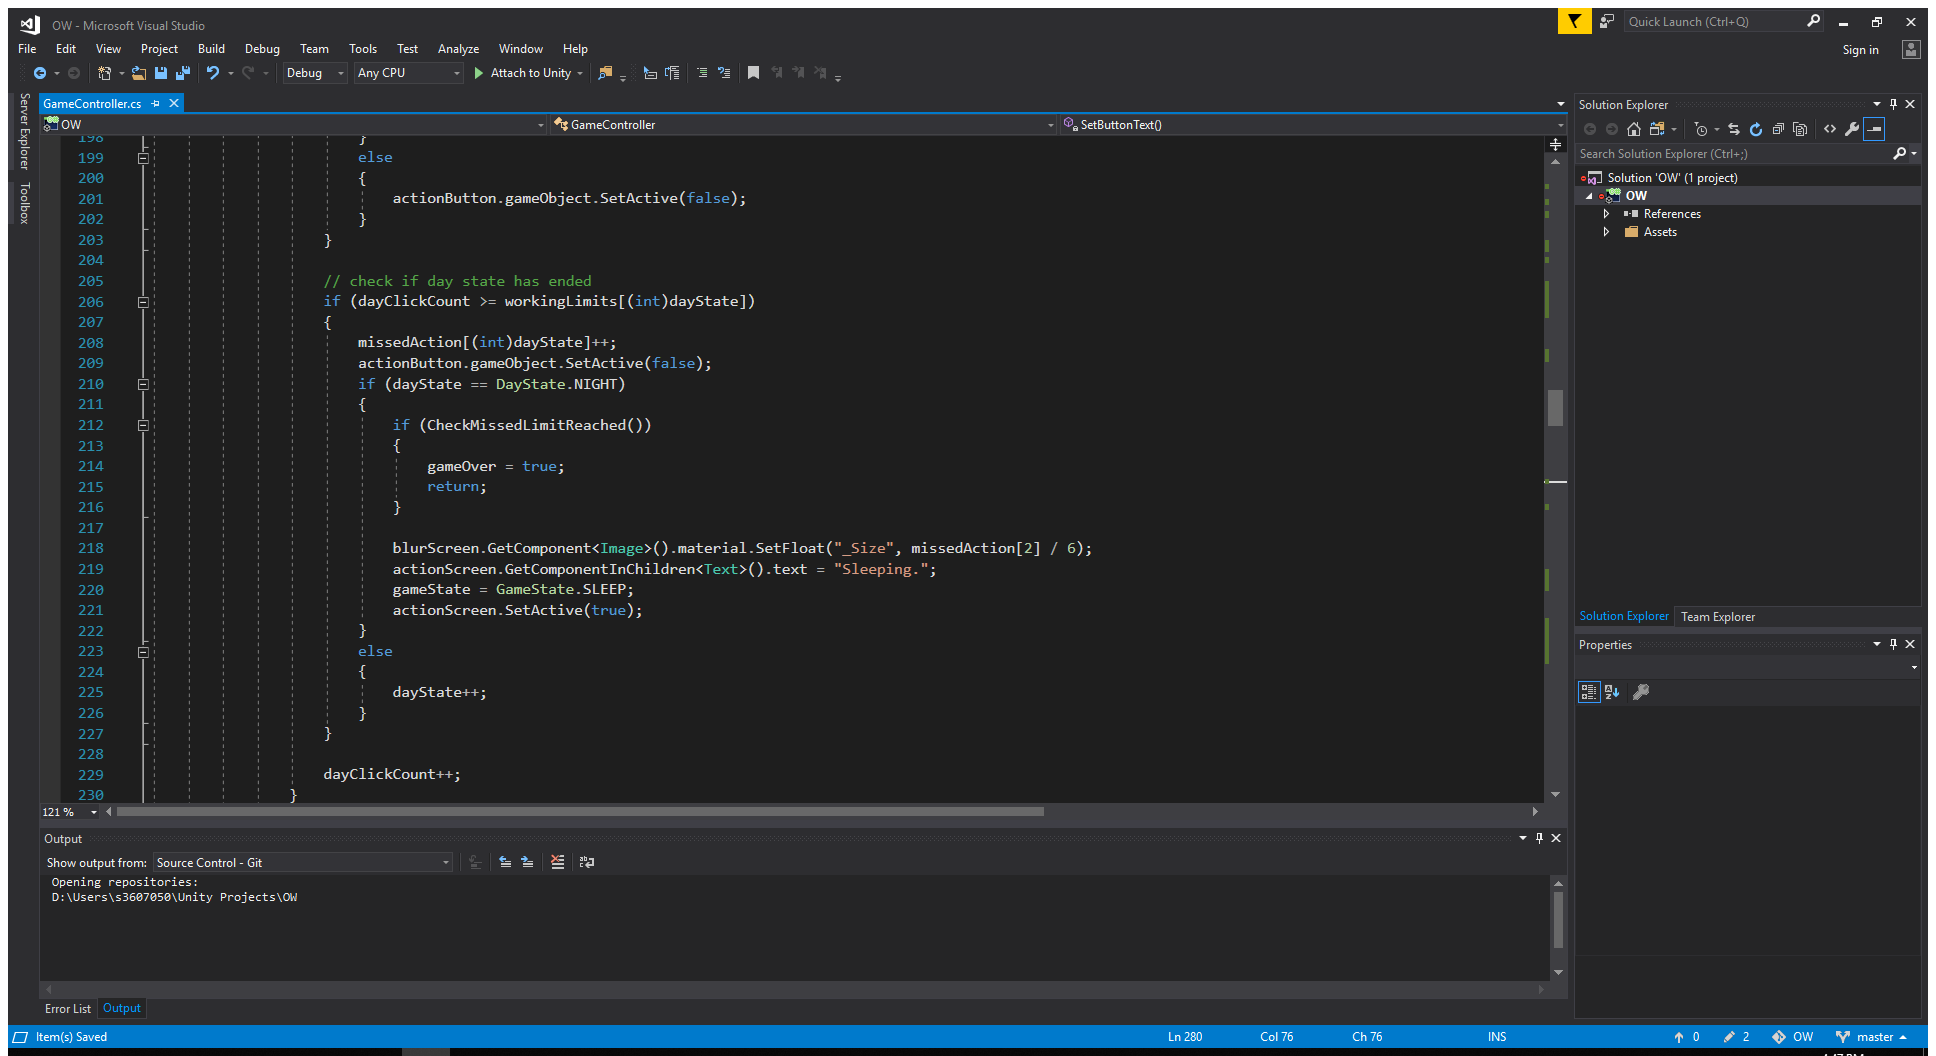 OW - Microsoft Visual Studio
Quick Launch (Ctrl+Q)
File Edit View Project Build Debug Team Tools Test Analyze Window Help
Sign in
Debug Any CPU Attach to Unity
Server Explorer
Toolbox
GameController.cs
OW GameController SetButtonText()
198 }
199 else
200 {
201 actionButton.gameObject.SetActive(false);
202 }
203 }
204
205 // check if day state has ended
206 if (dayClickCount >= workingLimits[(int)dayState])
207 {
208 missedAction[(int)dayState]++;
209 actionButton.gameObject.SetActive(false);
210 if (dayState == DayState.NIGHT)
211 {
212 if (CheckMissedLimitReached())
213 {
214 gameOver = true;
215 return;
216 }
217
218 blurScreen.GetComponent<Image>().material.SetFloat("_Size", missedAction[2] / 6);
219 actionScreen.GetComponentInChildren<Text>().text = "Sleeping.";
220 gameState = GameState.SLEEP;
221 actionScreen.SetActive(true);
222 }
223 else
224 {
225 dayState++;
226 }
227 }
228
229 dayClickCount++;
230 }
121 %
Output
Show output from: Source Control - Git
Opening repositories:
D:\Users\s3607050\Unity Projects\OW
Error List Output
Solution Explorer
Search Solution Explorer (Ctrl+;)
Solution 'OW' (1 project)
OW
References
Assets
Solution Explorer Team Explorer
Properties
Item(s) Saved Ln 280 Col 76 Ch 76 INS 0 2 OW master